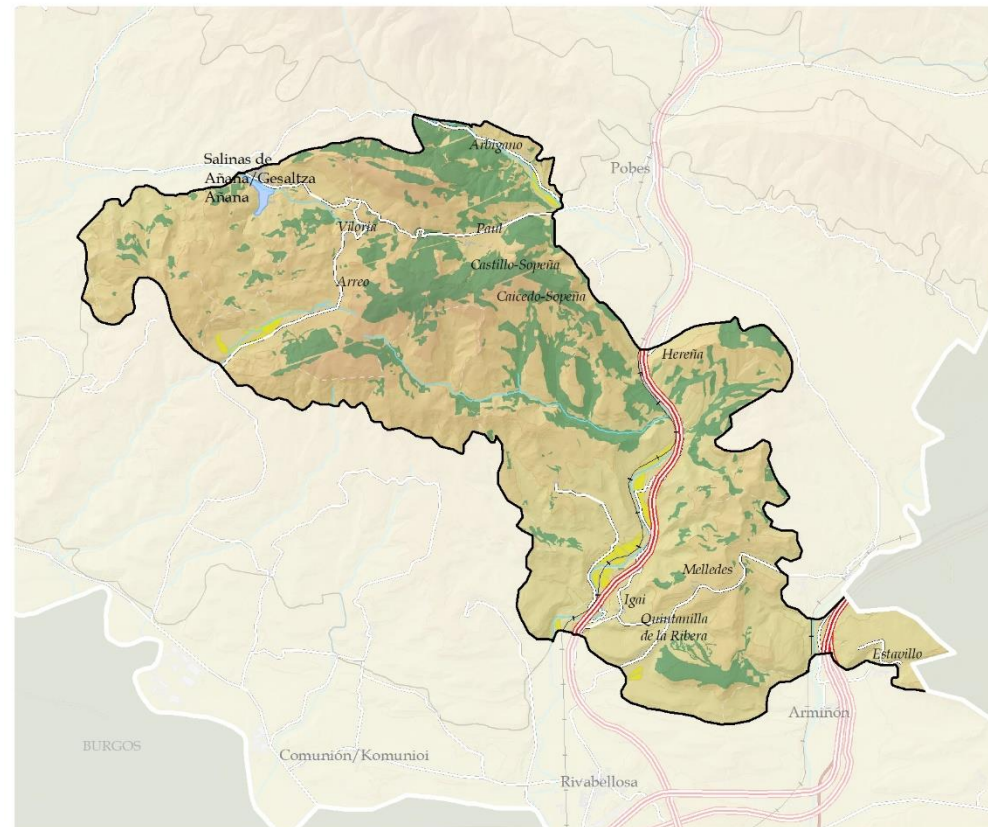 Arbigano
Salinas de
Añana/Gesaltza
Añana
Pobes
Viloria
Paul
Castillo-Sopeña
Arreo
Caicedo-Sopeña
Hereña
Melledes
Igai
Quintanilla
de la Ribera
Estavillo
Armiñón
BURGOS
Comunión/Komunioi
Rivabellosa